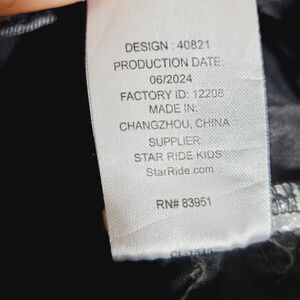 DESIGN : 40821
PRODUCTION DATE:
06/2024
FACTORY ID: 12208
MADE IN:
CHANGZHOU, CHINA
SUPPLIER:
STAR RIDE KIDS
StarRide.com
RN# 83951